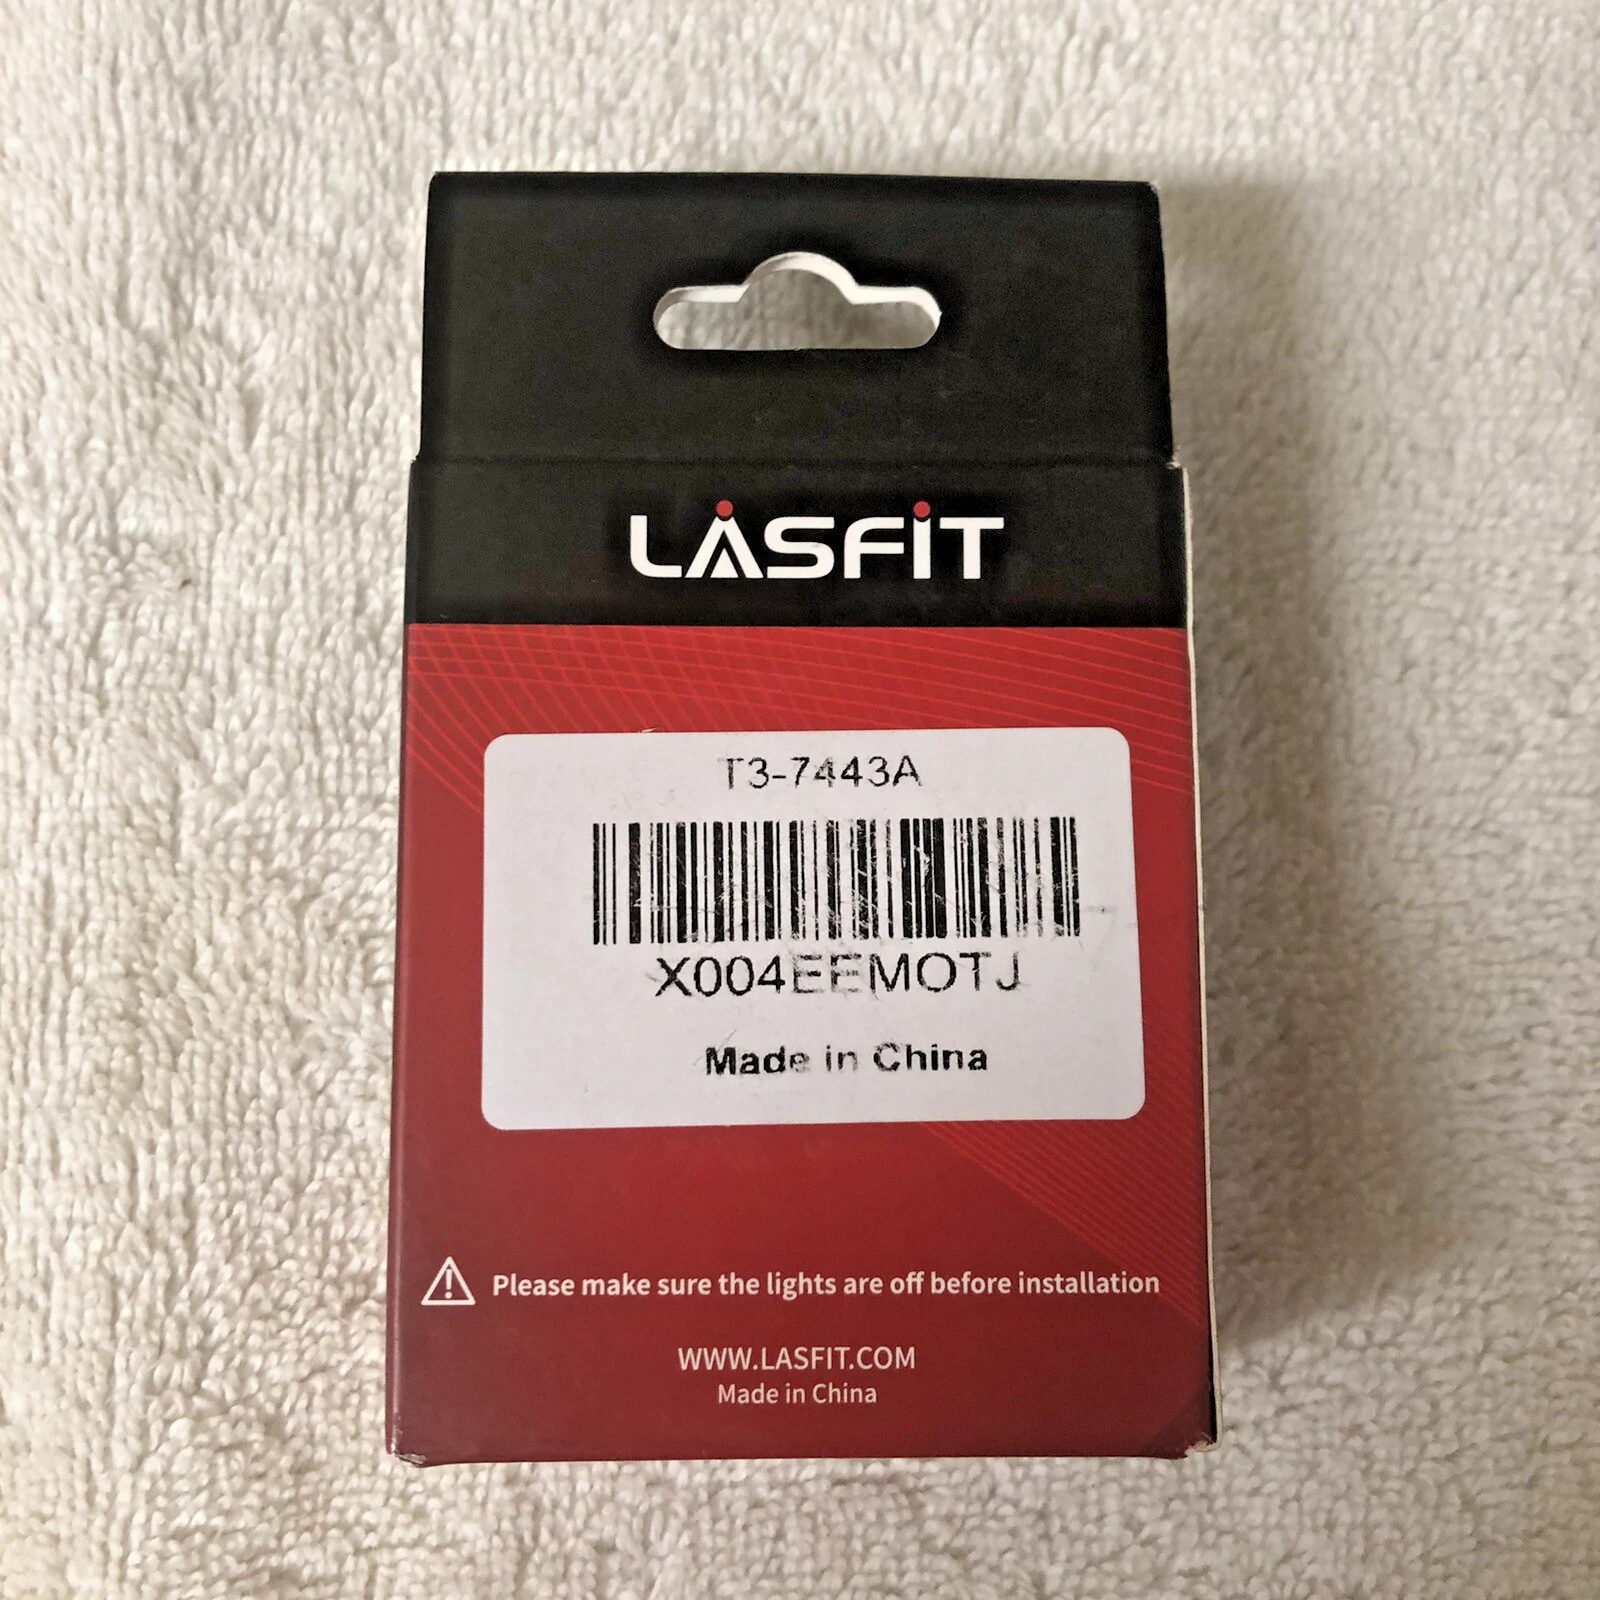 LASFIT
T3-7443A
X004EEMOTJ
Made in China
Please make sure the lights are off before installation
WWW.LASFIT.COM
Made in China